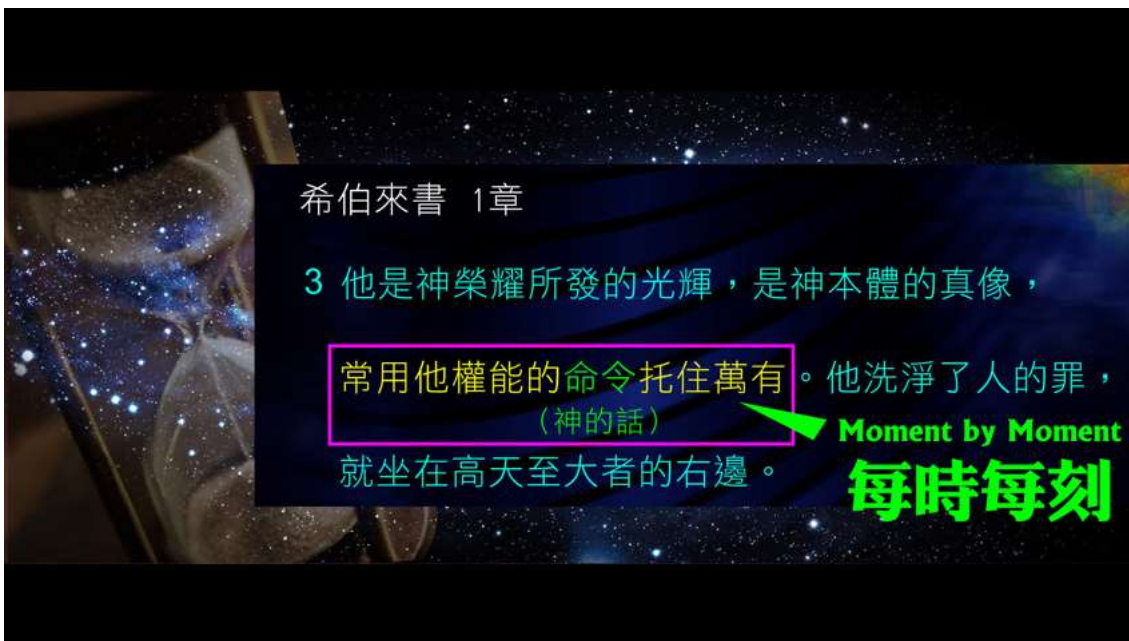 希伯來書 1章
3 他是神榮耀所發的光輝，是神本體的真像，
常用他權能的命令托住萬有。他洗淨了人的罪，
（神的話）
Moment by Moment
就坐在高天至大者的右邊。
每時每刻